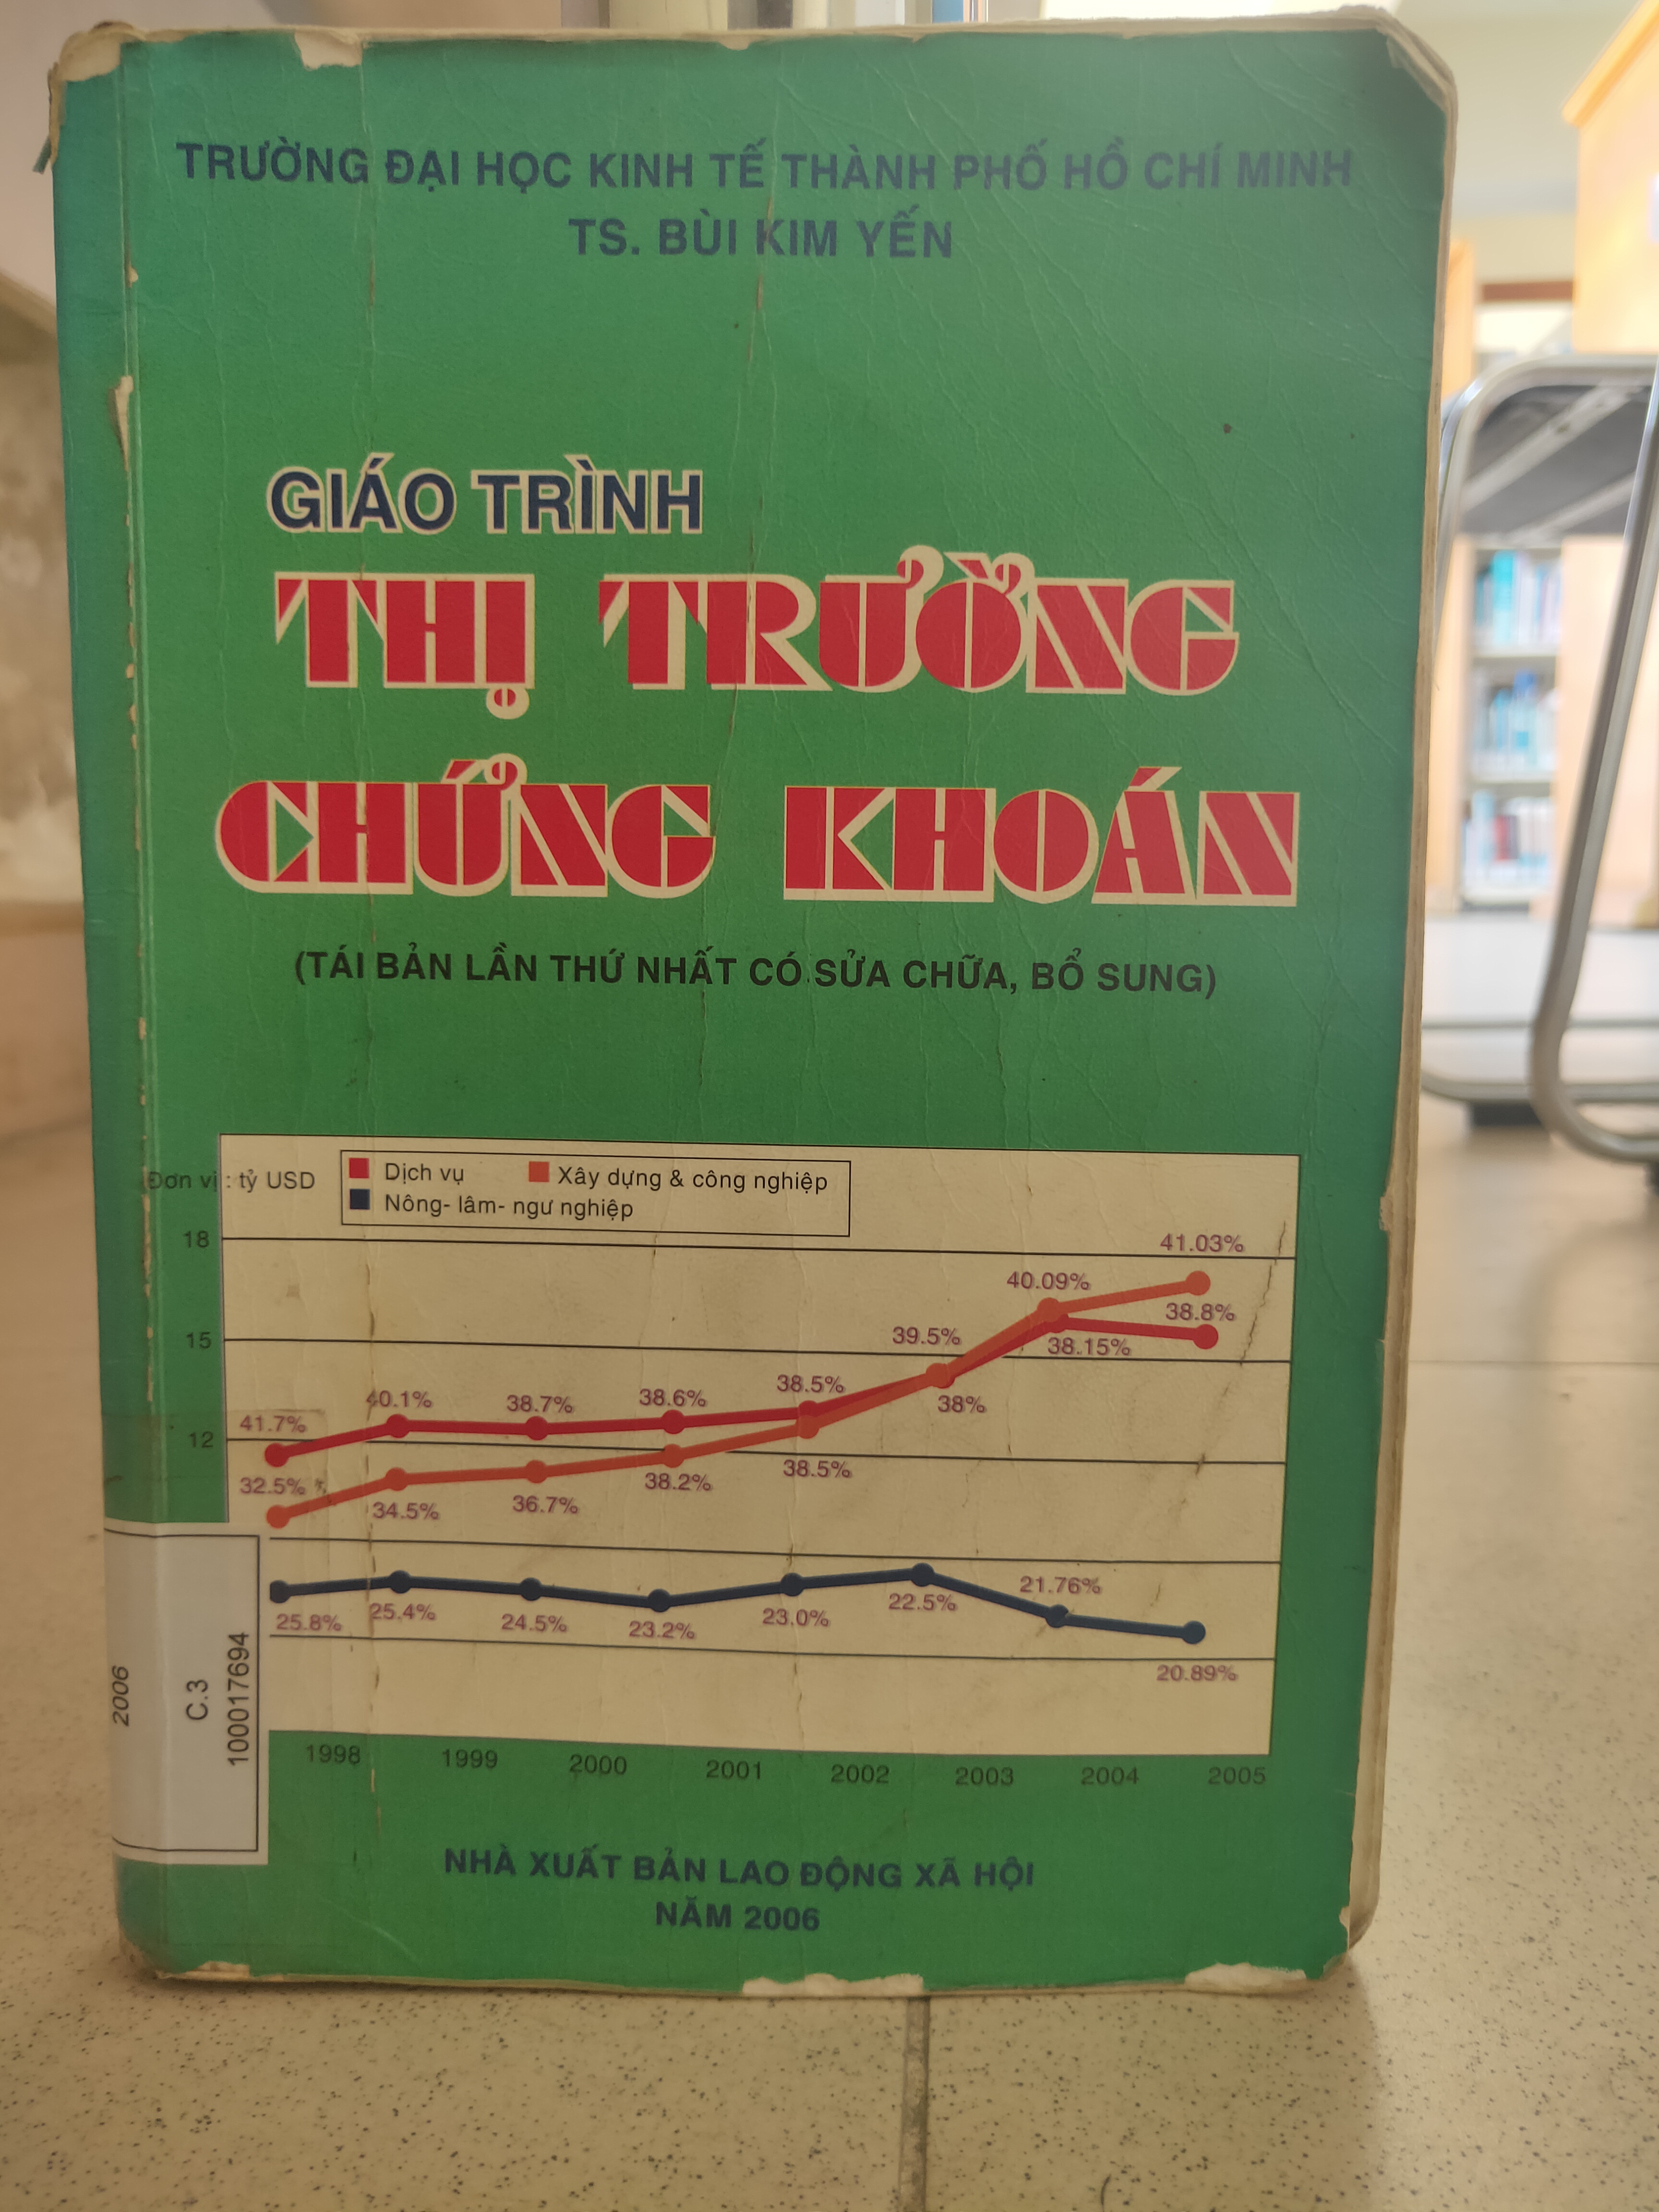 TRƯỜNG ĐẠI HỌC KINH TẾ THÀNH PHỐ HỒ CHÍ MINH
TS. BÙI KIM YẾN
GIÁO TRÌNH
THỊ TRƯỜNG
CHỨNG KHOÁN
(TÁI BẢN LẦN THỨ NHẤT CÓ SỬA CHỮA, BỔ SUNG)
Đơn vị : tỷ USD
Dịch vụ
Xây dựng & công nghiệp
Nông- lâm- ngư nghiệp
18
41.03%
40.09%
38.8%
15
39.5%
38.15%
40.1%
38.7%
38.6%
38.5%
38%
41.7%
12
32.5%
34.5%
36.7%
38.2%
38.5%
25.8%
25.4%
24.5%
23.2%
23.0%
22.5%
21.76%
20.89%
2006
C.3
100017694
1998
1999
2000
2001
2002
2003
2004
2005
NHÀ XUẤT BẢN LAO ĐỘNG XÃ HỘI
NĂM 2006